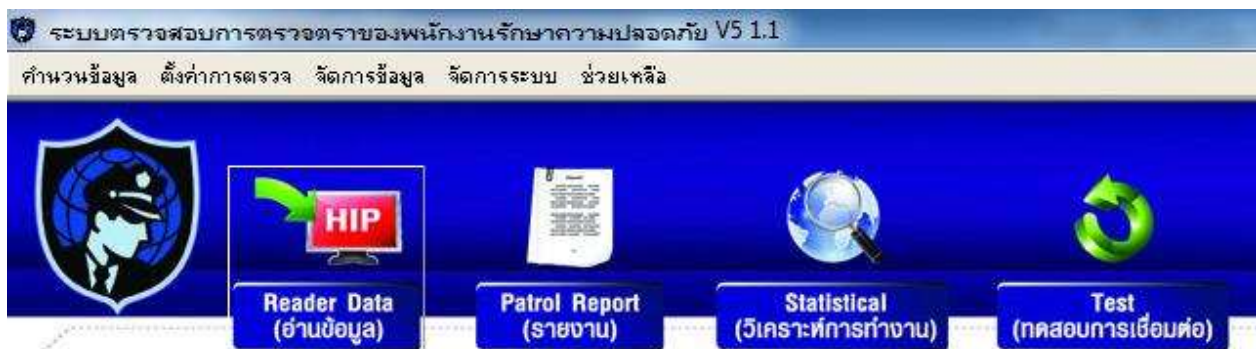 ระบบตรวจสอบการตรวจตราของพนักงานรักษาความปลอดภัย V5 1.1
คำนวนข้อมูล ตั้งค่าการตรวจ จัดการข้อมูล จัดการระบบ ช่วยเหลือ
HIP
Reader Data
(อ่านข้อมูล)
Patrol Report
(รายงาน)
Statistical
(วิเคราะห์การทำงาน)
Test
(ทดสอบการเชื่อมต่อ)